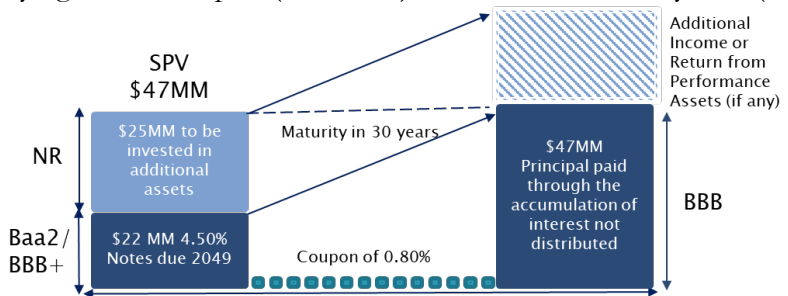 SPV
$47MM
$25MM to be
invested in
additional
assets
NR
Baa2/
BBB+
$22 MM 4.50%
Notes due 2049
Maturity in 30 years
Coupon of 0.80%
Additional
Income or
Return from
Performance
Assets (if any)
$47MM
Principal paid
through the
accumulation of
interest not
distributed
BBB